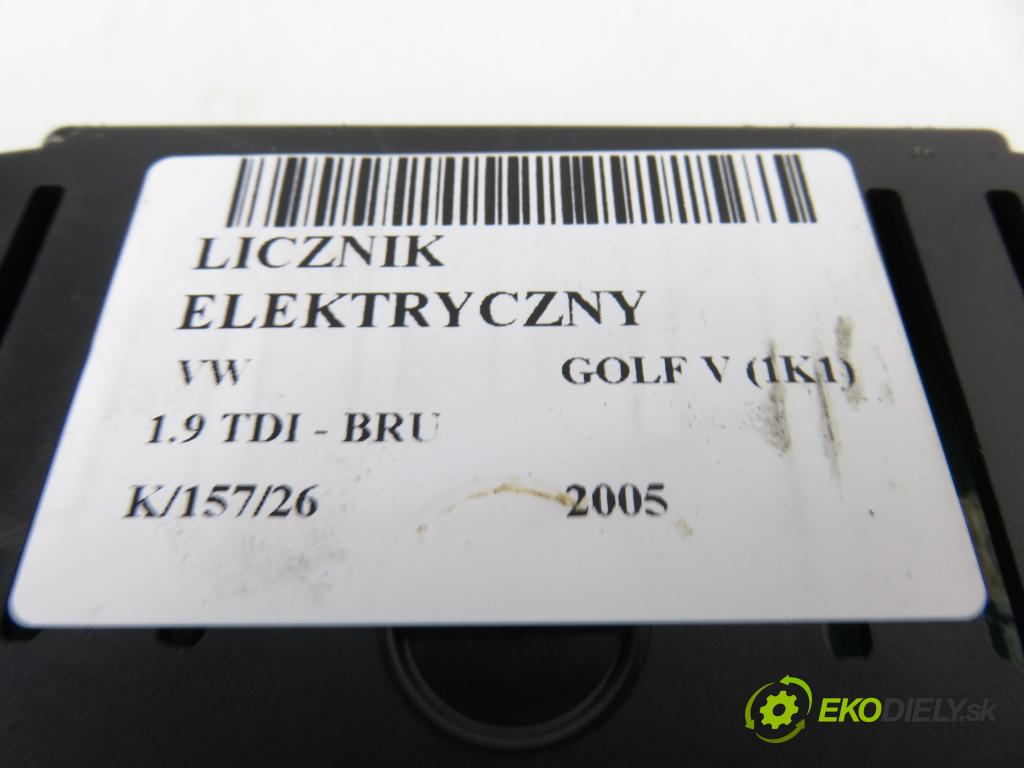 LICZNIK
ELEKTRYCZNY
VW GOLF V (1K1)
1.9 TDI - BRU
K/157/26 2005
EKODIELY.sk